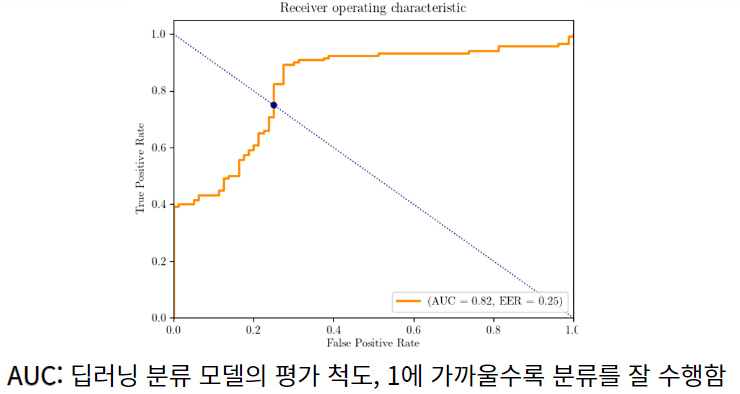 Receiver operating characteristic
1.0
0.8
0.6
0.4
0.2
0.0
True Positive Rate
(AUC = 0.82, EER = 0.25)
0.0 0.2 0.4 0.6 0.8 1.0
False Positive Rate
AUC: 딥러닝 분류 모델의 평가 척도, 1에 가까울수록 분류를 잘 수행함